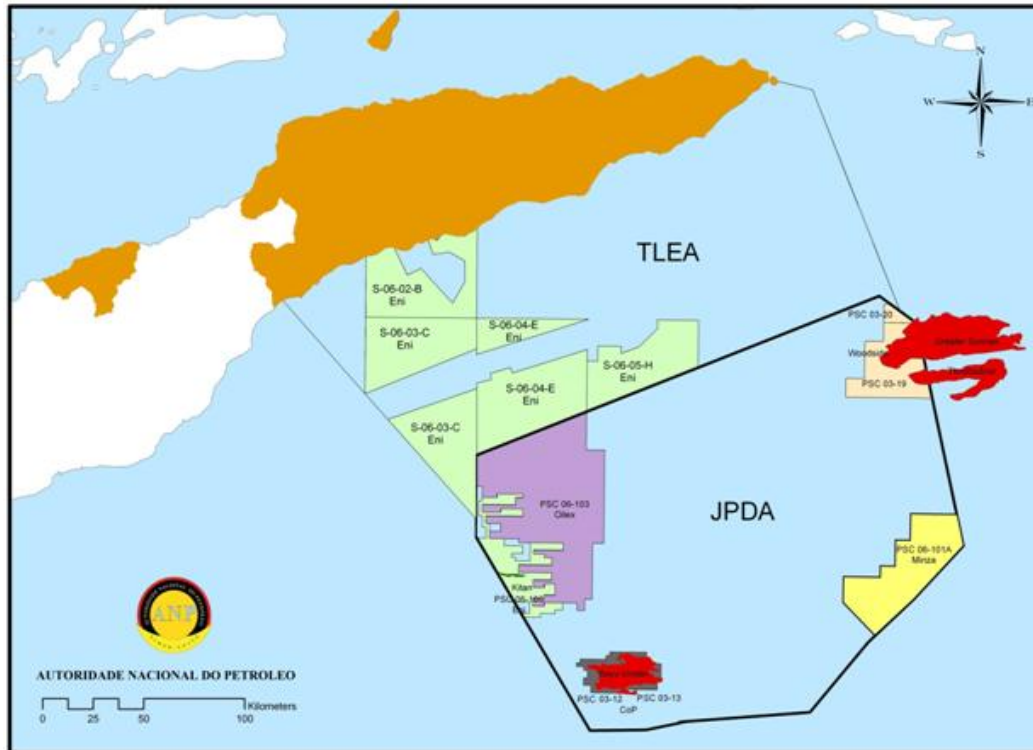 N
W
E
S
TLEA
S-06-02-B
Eni
S-06-03-C
Eni
S-06-04-E
Eni
S-06-05-H
Eni
S-06-04-E
Eni
S-06-03-C
Eni
PSC 03-20
Woodside
PSC 03-19
JPDA
PSC 06-103
Oilex
PSC 06-101A
Minza
Kitan
PSC 03-12
PSC 03-13
CoP
ANP
AUTORIDADE NACIONAL DO PETROLEO
Kilometers
0 25 50 100